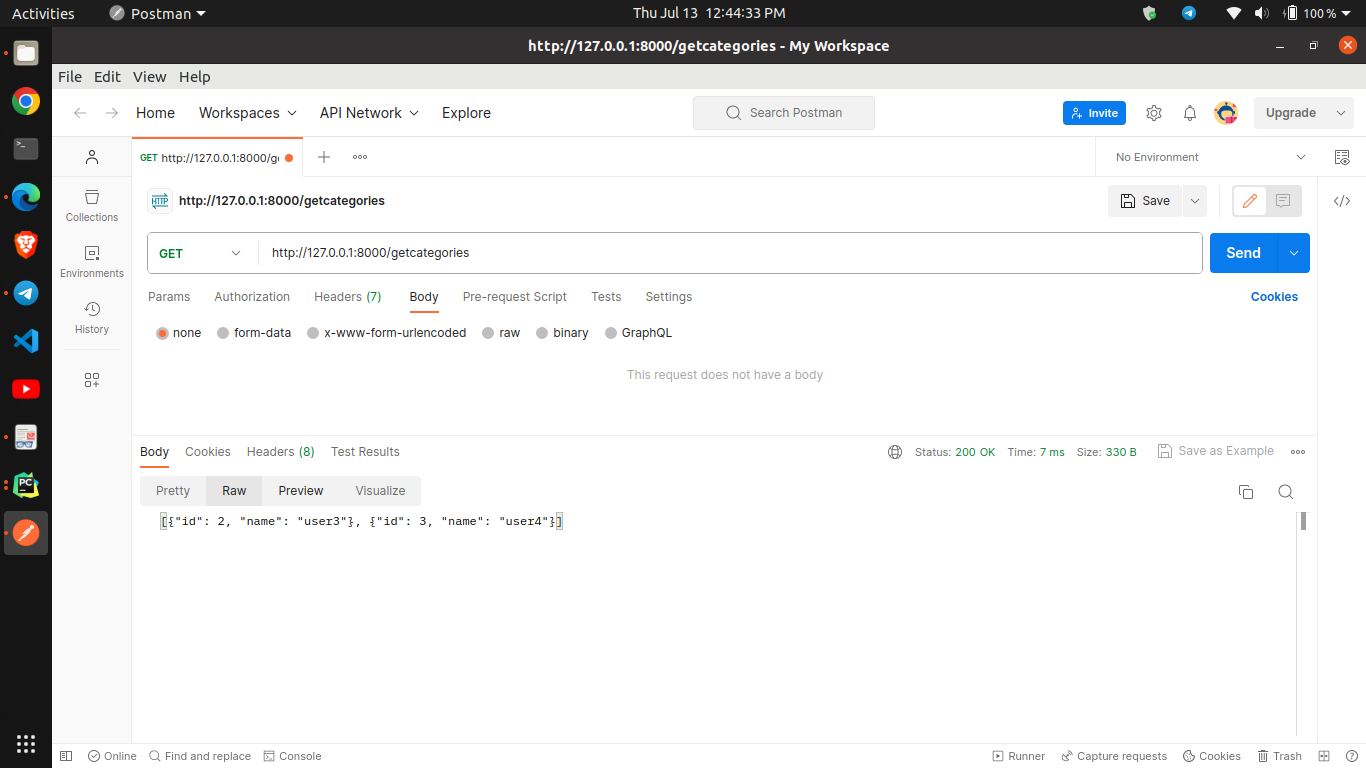 Activities Postman Thu Jul 13 12:44:33 PM 100 %
http://127.0.0.1:8000/getcategories - My Workspace
File Edit View Help
Home Workspaces API Network Explore Search Postman Invite Upgrade
GET http://127.0.0.1:8000/ge No Environment
HTTP http://127.0.0.1:8000/getcategories Save
Collections
GET http://127.0.0.1:8000/getcategories Send
Environments
Params Authorization Headers (7) Body Pre-request Script Tests Settings Cookies
History
none form-data x-www-form-urlencoded raw binary GraphQL
This request does not have a body
Body Cookies Headers (8) Test Results Status: 200 OK Time: 7 ms Size: 330 B Save as Example
PC
Pretty Raw Preview Visualize
[{"id": 2, "name": "user3"}, {"id": 3, "name": "user4"}]
Online Find and replace Console Runner Capture requests Cookies Trash